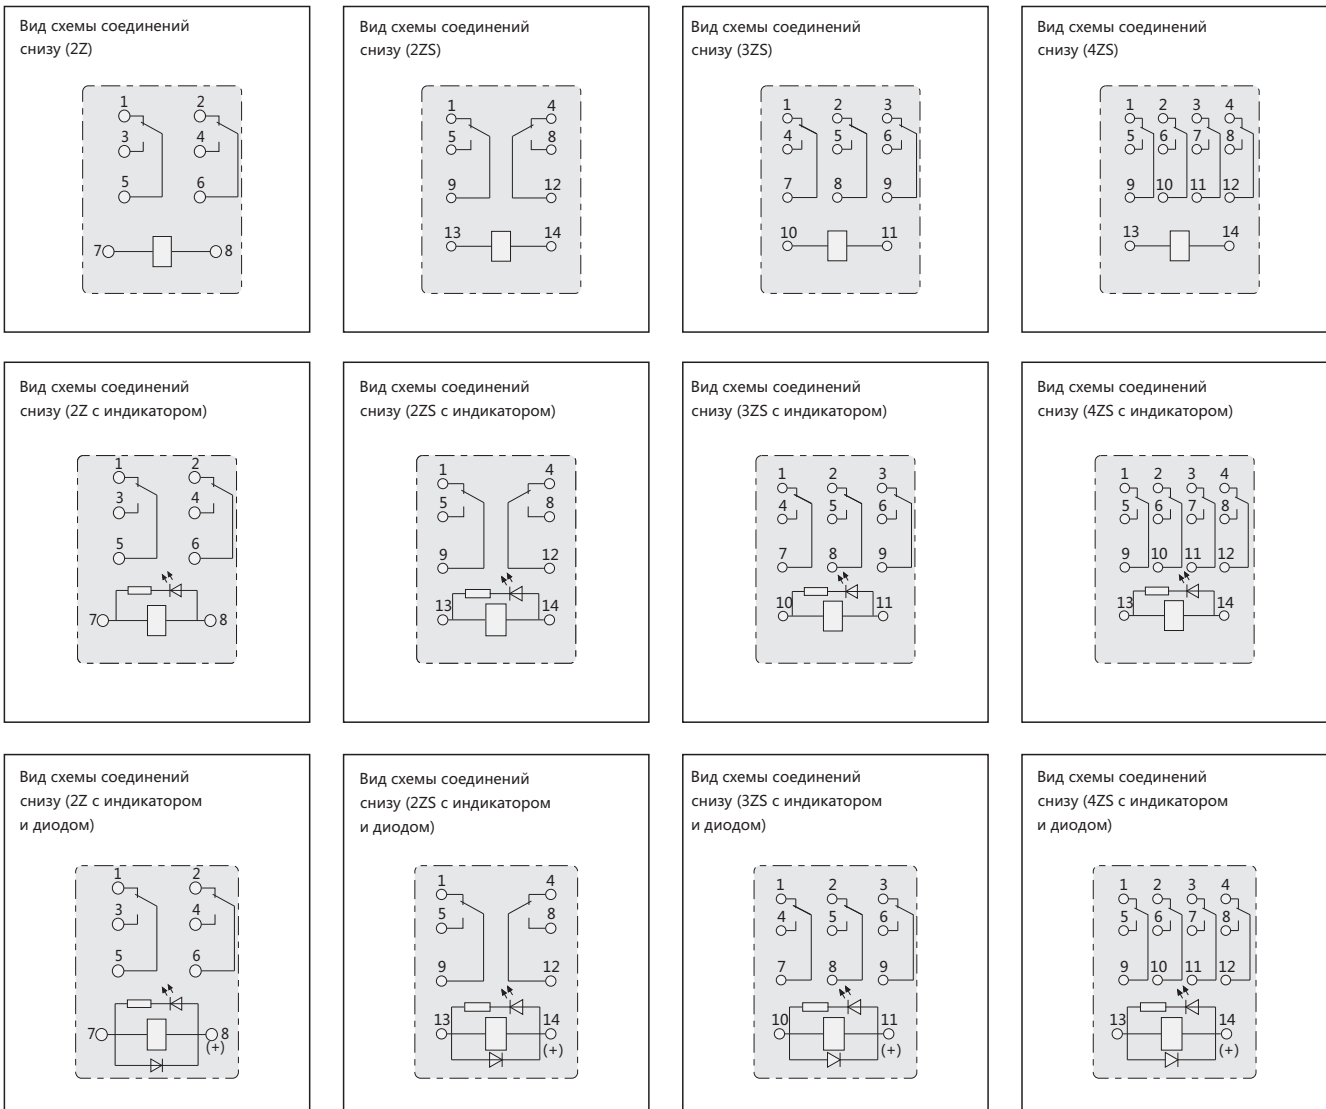 Вид схемы соединений
снизу (2Z)
1 2
3 4
5 6
7 8
Вид схемы соединений
снизу (2ZS)
1 4
5 8
9 12
13 14
Вид схемы соединений
снизу (3ZS)
1 2 3
4 5 6
7 8 9
10 11
Вид схемы соединений
снизу (4ZS)
1 2 3 4
5 6 7 8
9 10 11 12
13 14
Вид схемы соединений
снизу (2Z с индикатором)
1 2
3 4
5 6
7 8
Вид схемы соединений
снизу (2ZS с индикатором)
1 4
5 8
9 12
13 14
Вид схемы соединений
снизу (3ZS с индикатором)
1 2 3
4 5 6
7 8 9
10 11
Вид схемы соединений
снизу (4ZS с индикатором)
1 2 3 4
5 6 7 8
9 10 11 12
13 14
Вид схемы соединений
снизу (2Z с индикатором
и диодом)
1 2
3 4
5 6
7 8
(+)
Вид схемы соединений
снизу (2ZS с индикатором
и диодом)
1 4
5 8
9 12
13 14
(+)
Вид схемы соединений
снизу (3ZS с индикатором
и диодом)
1 2 3
4 5 6
7 8 9
10 11
(+)
Вид схемы соединений
снизу (4ZS с индикатором
и диодом)
1 2 3 4
5 6 7 8
9 10 11 12
13 14
(+)